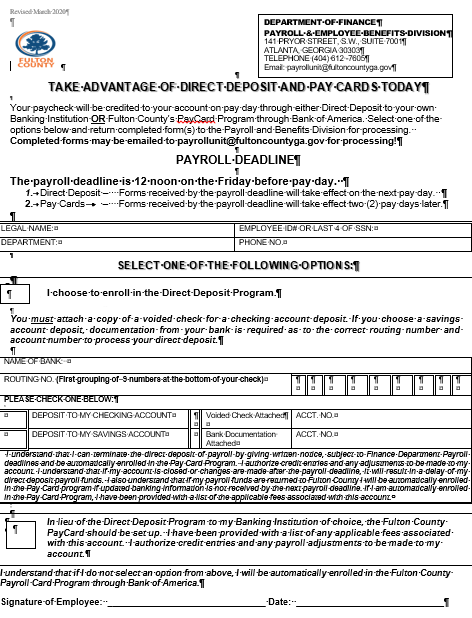 Revised·March·2020¶
FULTON
COUNTY
DEPARTMENT·OF·FINANCE¶
PAYROLL·&·EMPLOYEE·BENEFITS·DIVISION¶
141·PRYOR·STREET,·S.W.,·SUITE·7001¶
ATLANTA,·GEORGIA·30303¶
TELEPHONE·(404)·612-·7605¶
Email:·payrollunit@fultoncountyga.gov¶
TAKE·ADVANTAGE·OF·DIRECT·DEPOSIT·AND·PAY·CARDS·TODAY¶
Your·paycheck·will·be·credited·to·your·account·on·pay·day·through·either·Direct·Deposit·to·your·own·
Banking·Institution·OR·Fulton·County's·PayCard·Program·through·Bank·of·America.·Select·one·of·the·
options·below·and·return·completed·form(s)·to·the·Payroll·and·Benefits·Division·for·processing.··
Completed·forms·may·be·emailed·to·payrollunit@fultoncountyga.gov·for·processing!¶
PAYROLL·DEADLINE¶
The·payroll·deadline·is·12·noon·on·the·Friday·before·pay·day.··¶
1.→Direct·Deposit·–···Forms·received·by·the·payroll·deadline·will·take·effect·on·the·next·pay·day.··¶
2.→Pay·Cards→·–···Forms·received·by·the·payroll·deadline·will·take·effect·two·(2)·pay·days·later.¶
LEGAL·NAME:¤ EMPLOYEE·ID#·OR·LAST·4·OF·SSN:¤
DEPARTMENT:¤ PHONE·NO.¤
SELECT·ONE·OF·THE·FOLLOWING·OPTIONS:¶
I·choose·to·enroll·in·the·Direct·Deposit·Program.¶
You·must·attach·a·copy·of·a·voided·check·for·a·checking·account·deposit.··If·you·choose·a·savings·
account·deposit,·documentation·from·your·bank·is·required·as·to·the·correct·routing·number·and·
account·number·to·process·your·direct·deposit.¶
NAME·OF·BANK:··¤
ROUTING·NO.·(First·grouping·of·9·numbers·at·the·bottom·of·your·check)¤
PLEASE·CHECK·ONE·BELOW:¶
DEPOSIT·TO·MY·CHECKING·ACCOUNT¤ Voided·Check·Attached¶ ACCT.·NO.¤
DEPOSIT·TO·MY·SAVINGS·ACCOUNT¤ Bank·Documentation·Attached¤ ACCT.·NO.¤
·I·understand·that·I·can·terminate·the·direct·deposit·of·payroll·by·giving·written·notice,·subject·to·Finance·Department·Payroll·
deadlines·and·be·automatically·enrolled·in·the·Pay·Card·Program.··I·authorize·credit·entries·and·any·adjustments·to·be·made·to·my·
account.·I·understand·if·my·account·is·closed·or·changes·are·made·after·the·payroll·deadline,·it·will·result·in·a·delay·of·my·
direct·deposit·payroll·funds.··I·also·understand·that·if·my·payroll·funds·are·returned·to·Fulton·County·I·will·be·automatically·enrolled·
in·the·Pay·Card·Program·if·updated·banking·information·is·not·received·by·the·next·payroll·deadline.··If·I·am·automatically·enrolled·
in·the·Pay·Card·Program,·I·have·been·provided·with·a·list·of·the·applicable·fees·associated·with·this·account.¤
In·lieu·of·the·Direct·Deposit·Program·to·my·Banking·Institution·of·choice,·the·Fulton·County·
PayCard·should·be·set·up.··I·have·been·provided·with·a·list·of·any·applicable·fees·associated·
with·this·account.··I·authorize·credit·entries·and·any·payroll·adjustments·to·be·made·to·my·
account.¶
I·understand·that·if·I·do·not·select·an·option·from·above,·I·will·be·automatically·enrolled·in·the·Fulton·County·
Payroll·Card·Program·through·Bank·of·America.¶
Signature·of·Employee:··______·Date:·______¶